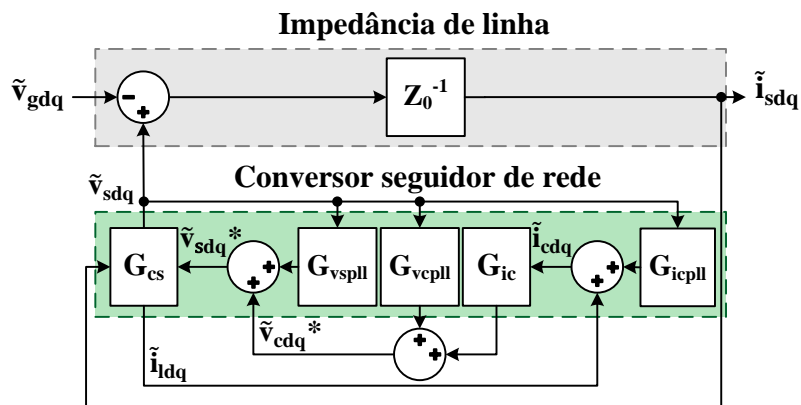 Impedância de linha
ṽgdq
-
+
Z0-1
ĩsdq
ṽsdq
Conversor seguidor de rede
Gcs
ṽsdq*
+
+
Gvspll
Gvcpll
Gic
ĩcdq
+
+
Gicpll
ṽcdq*
+
+
ĩldq